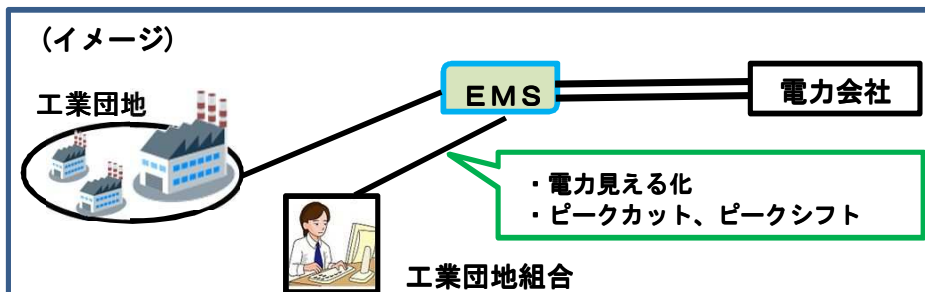 （イメージ）
工業団地
ＥＭＳ
電力会社
・電力見える化
・ピークカット、ピークシフト
工業団地組合